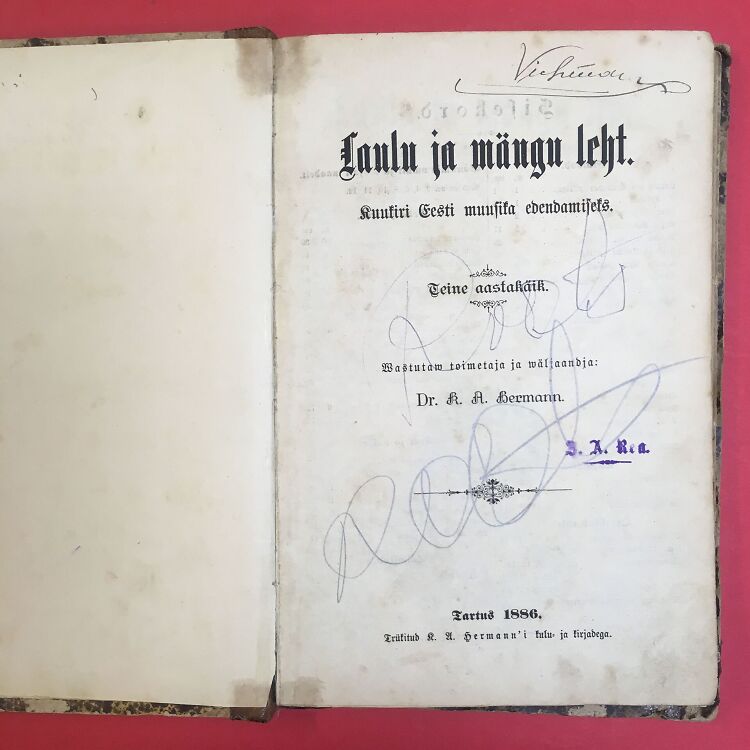 Laulu ja mängu leht.
Kuukiri Eesti muusika edendamiseks.
Teine aastakäik.
Wastutaw toimetaja ja wäljaandja:
Dr. K. A. Hermann.
J. A. Rea.
Tartus 1886.
Trükitud K. A. Hermann'i kulu- ja kirjadega.